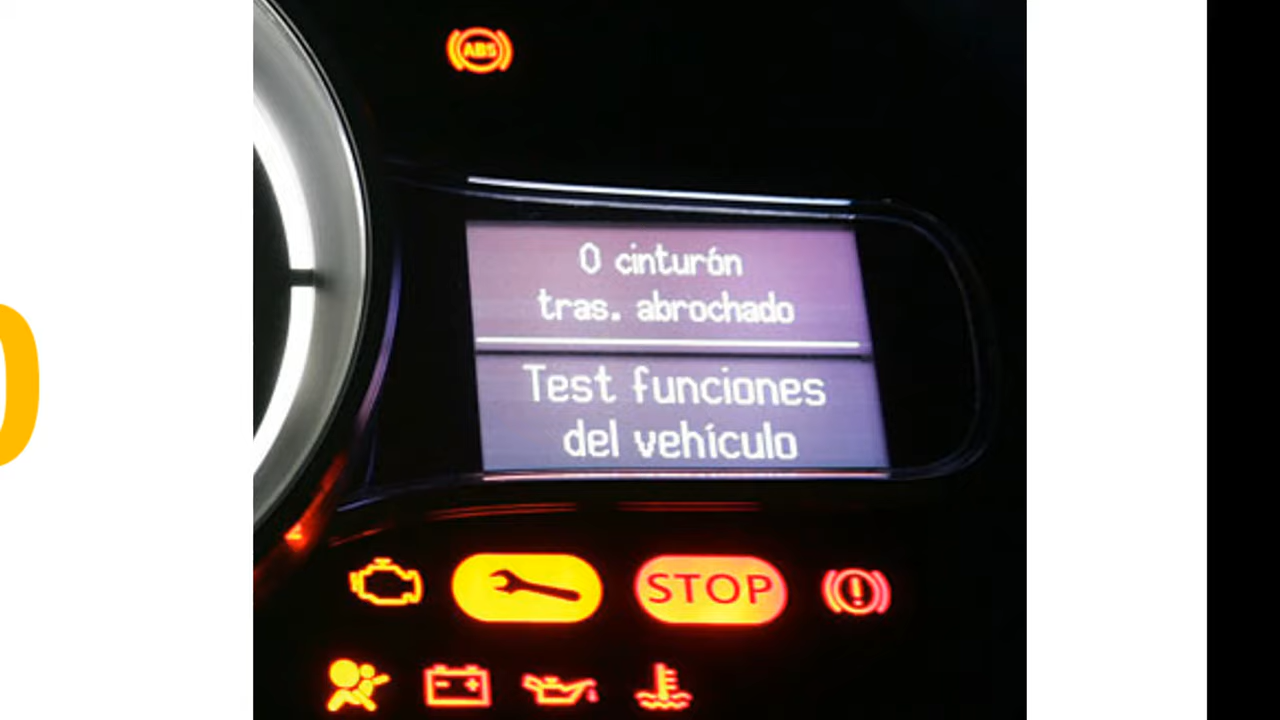 ABS
0 cinturón
tras. abrochado
Test funciones
del vehículo
STOP